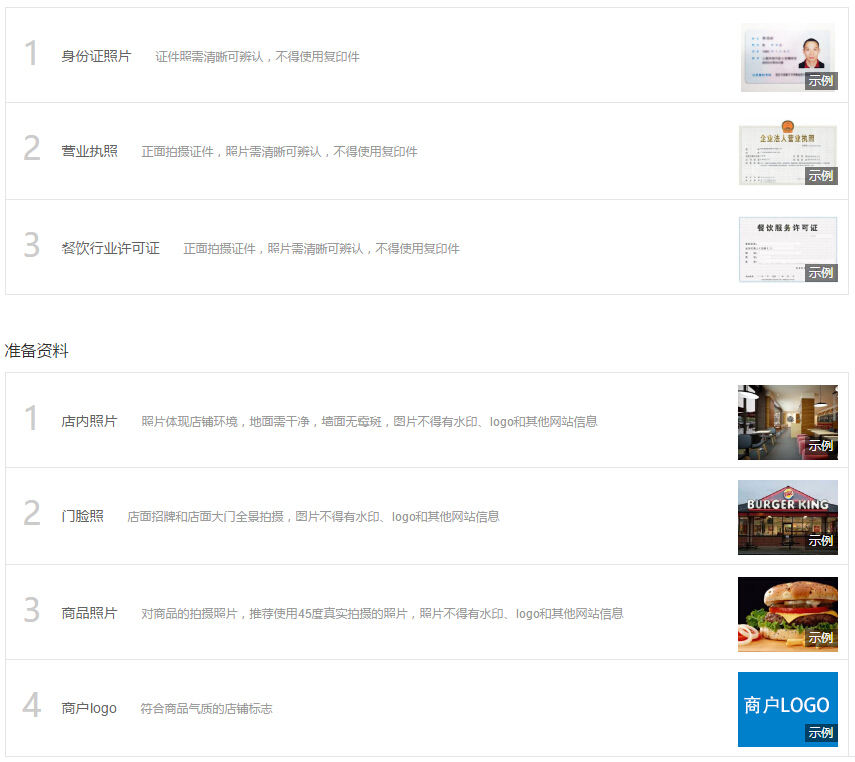 1 身份证照片 证件照需清晰可辨认，不得使用复印件
示例
2 营业执照 正面拍摄证件，照片需清晰可辨认，不得使用复印件
企业法人营业执照
示例
3 餐饮行业许可证 正面拍摄证件，照片需清晰可辨认，不得使用复印件
餐饮服务许可证
示例
准备资料
1 店内照片 照片体现店铺环境，地面需干净，墙面无霉斑，图片不得有水印、logo和其他网站信息
示例
2 门脸照 店面招牌和店面大门全景拍摄，图片不得有水印、logo和其他网站信息
BURGER KING
示例
3 商品照片 对商品的拍摄照片，推荐使用45度真实拍摄的照片，照片不得有水印、logo和其他网站信息
示例
4 商户logo 符合商品气质的店铺标志
商户LOGO
示例